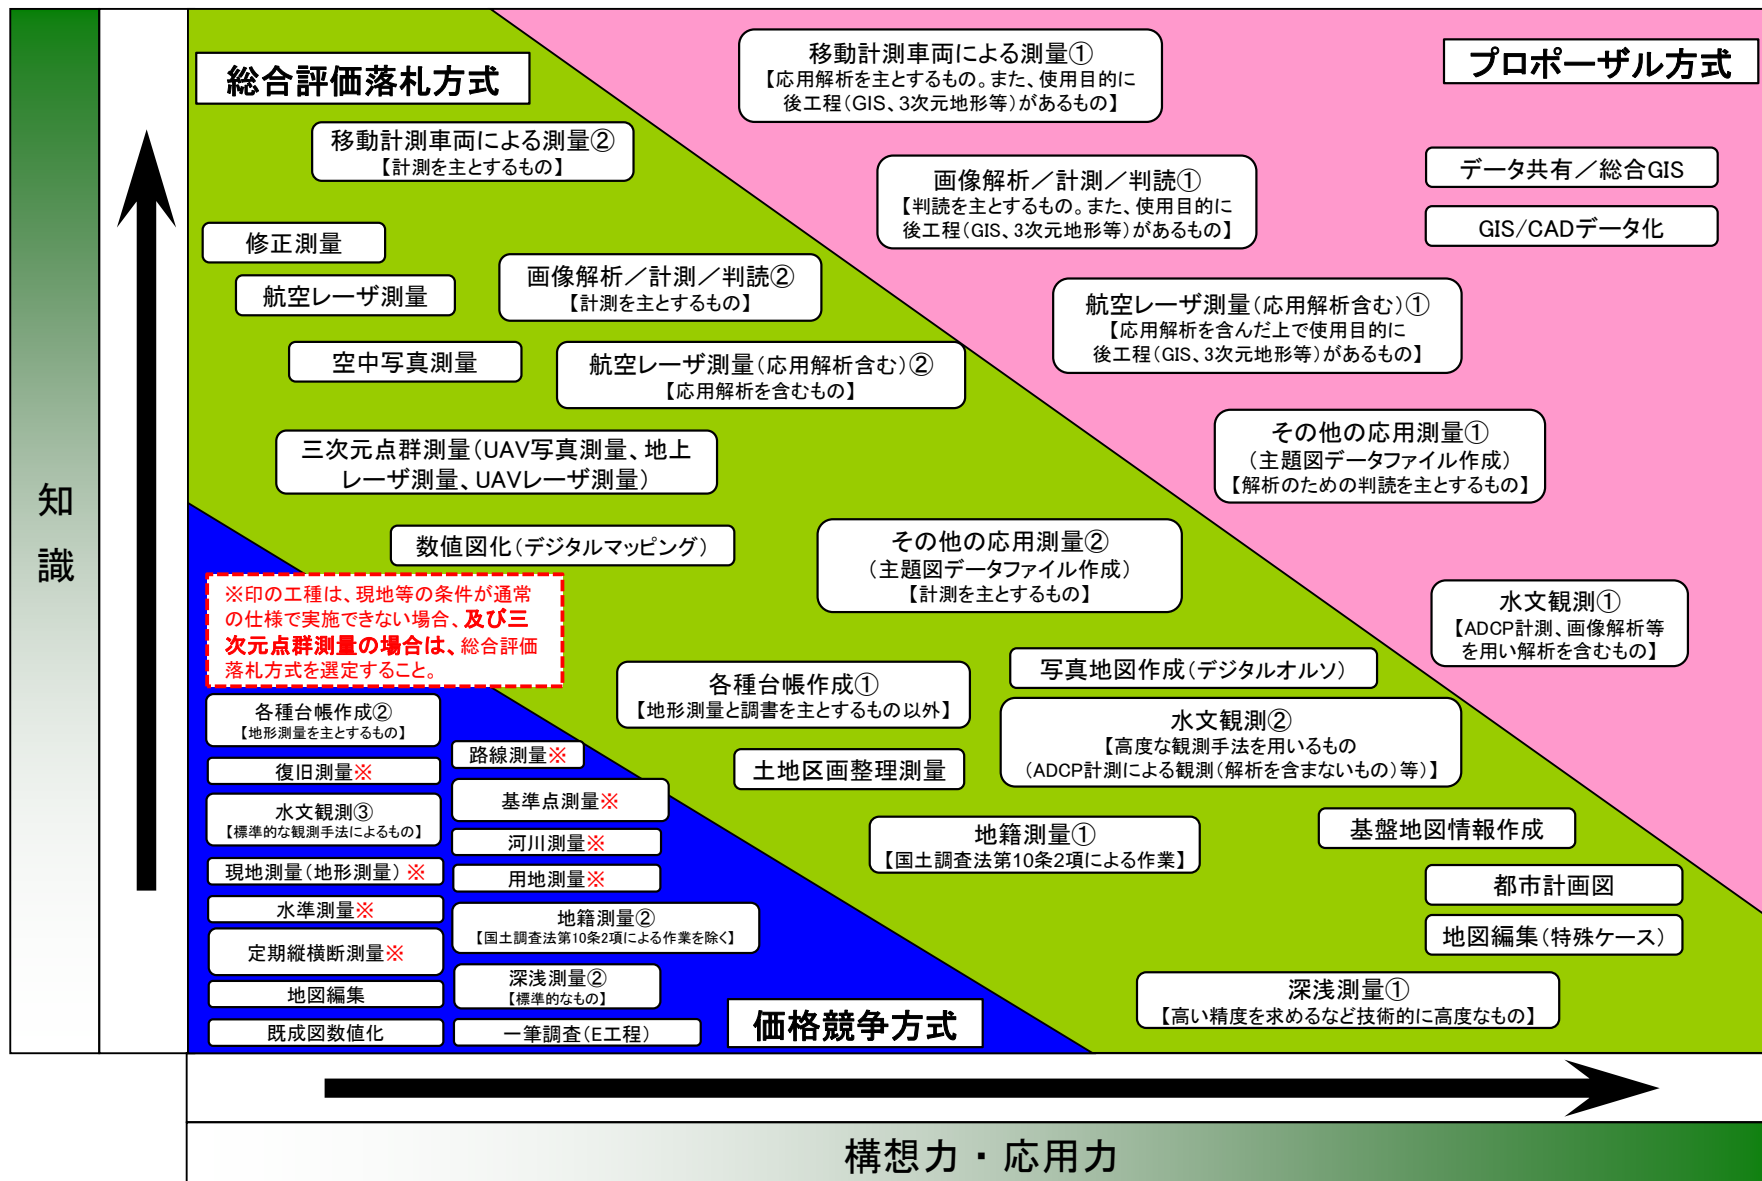 総合評価落札方式
プロポーザル方式
移動計測車両による測量①
【応用解析を主とするもの。また、使用目的に
後工程(GIS、3次元地形等)があるもの】
移動計測車両による測量②
【計測を主とするもの】
画像解析／計測／判読①
【判読を主とするもの。また、使用目的に
後工程(GIS、3次元地形等)があるもの】
データ共有／総合GIS
GIS/CADデータ化
修正測量
航空レーザ測量
画像解析／計測／判読②
【計測を主とするもの】
航空レーザ測量(応用解析含む)①
【応用解析を含んだ上で使用目的に
後工程(GIS、3次元地形等)があるもの】
空中写真測量
航空レーザ測量(応用解析含む)②
【応用解析を含むもの】
三次元点群測量(UAV写真測量、地上
レーザ測量、UAVレーザ測量)
その他の応用測量①
(主題図データファイル作成)
【解析のための判読を主とするもの】
数値図化(デジタルマッピング)
その他の応用測量②
(主題図データファイル作成)
【計測を主とするもの】
知
識
※印の工種は、現地等の条件が通常
の仕様で実施できない場合、及び三
次元点群測量の場合は、総合評価
落札方式を選定すること。
水文観測①
【ADCP計測、画像解析等
を用い解析を含むもの】
各種台帳作成①
【地形測量と調書を主とするもの以外】
写真地図作成(デジタルオルソ)
水文観測②
【高度な観測手法を用いるもの
(ADCP計測による観測(解析を含まないもの)等)】
土地区画整理測量
地籍測量①
【国土調査法第10条2項による作業】
基盤地図情報作成
都市計画図
地図編集(特殊ケース)
深浅測量①
【高い精度を求めるなど技術的に高度なもの】
各種台帳作成②
【地形測量を主とするもの】
復旧測量※
水文観測③
【標準的な観測手法によるもの】
現地測量(地形測量)※
水準測量※
定期縦横断測量※
地図編集
既成図数値化
路線測量※
基準点測量※
河川測量※
用地測量※
地籍測量②
【国土調査法第10条2項による作業を除く】
深浅測量②
【標準的なもの】
一筆調査(E工程)
価格競争方式
構想力・応用力